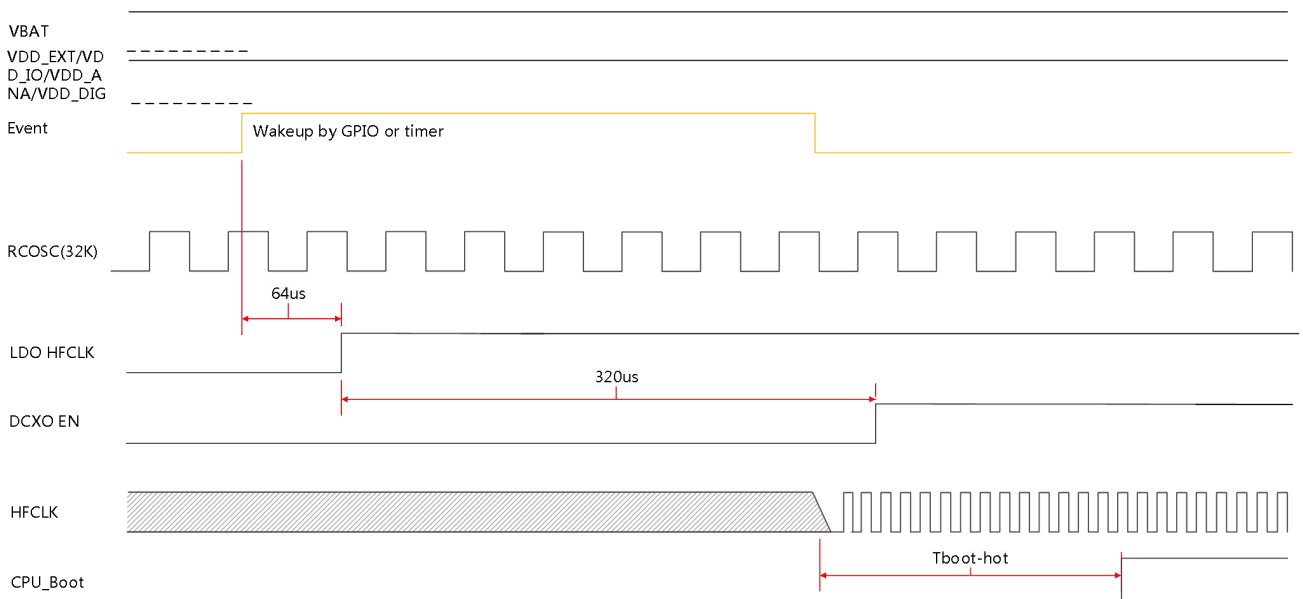 VBAT
VDD_EXT/VD
D_IO/VDD_A
NA/VDD_DIG
Event
Wakeup by GPIO or timer
RCOSC(32K)
64us
LDO HFCLK
320us
DCXO EN
HFCLK
Tboot-hot
CPU_Boot